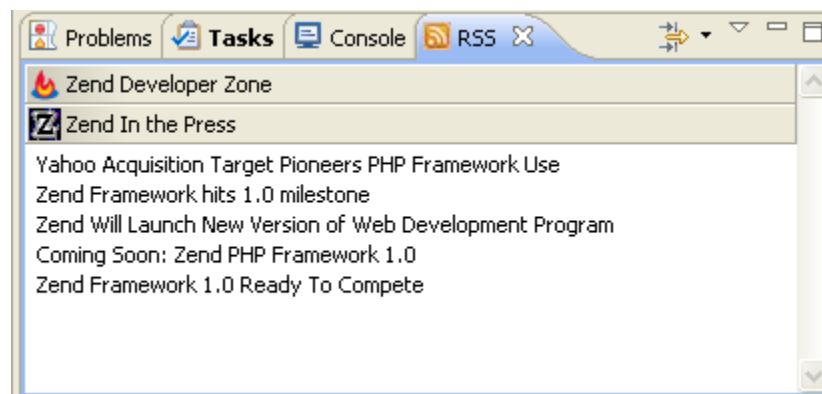 Problems Tasks Console RSS
Zend Developer Zone
Z Zend In the Press
Yahoo Acquisition Target Pioneers PHP Framework Use
Zend Framework hits 1.0 milestone
Zend Will Launch New Version of Web Development Program
Coming Soon: Zend PHP Framework 1.0
Zend Framework 1.0 Ready To Compete